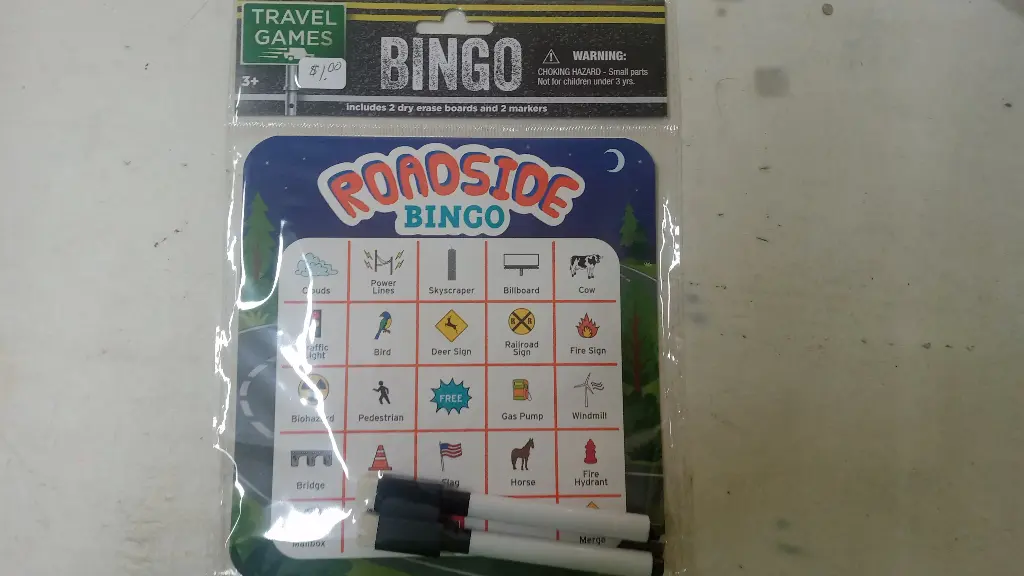 TRAVEL
GAMES
$1.00
3+
BINGO
WARNING:
CHOKING HAZARD - Small parts
Not for children under 3 yrs.
includes 2 dry erase boards and 2 markers
ROADSIDE
BINGO
Clouds
Power
Lines
Skyscraper
Billboard
Cow
Traffic
Light
Bird
Deer Sign
Railroad
Sign
R R
Fire Sign
Biohazard
Pedestrian
FREE
Gas Pump
Windmill
Bridge
Flag
Horse
Fire
Hydrant
Mailbox
Merge